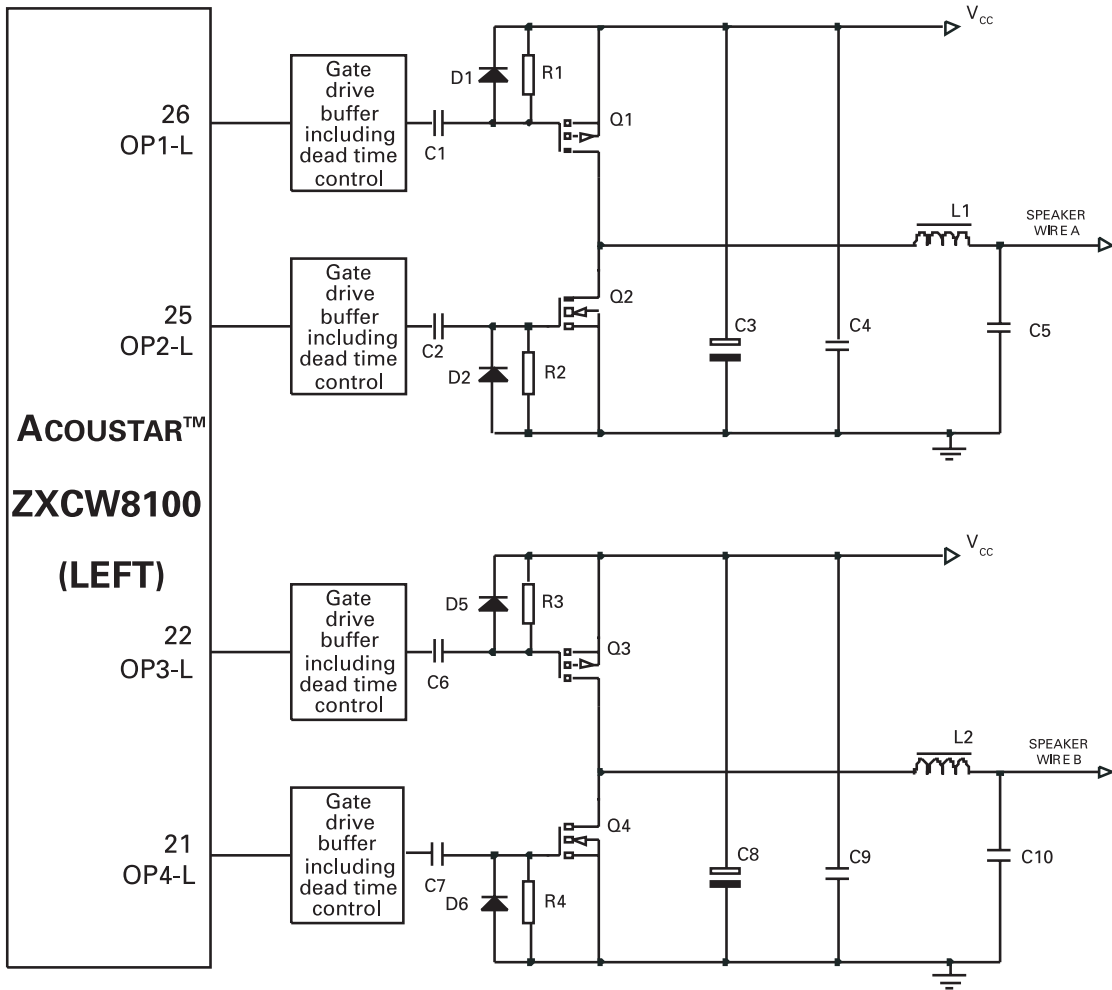 V_CC
26
OP1-L
Gate
drive
buffer
including
dead time
control
C1
D1
R1
Q1
L1
SPEAKER
WIRE A
25
OP2-L
Gate
drive
buffer
including
dead time
control
C2
D2
R2
Q2
C3
C4
C5
ACOUSTAR™
ZXCW8100
(LEFT)
V_CC
22
OP3-L
Gate
drive
buffer
including
dead time
control
C6
D5
R3
Q3
L2
SPEAKER
WIRE B
21
OP4-L
Gate
drive
buffer
including
dead time
control
C7
D6
R4
Q4
C8
C9
C10